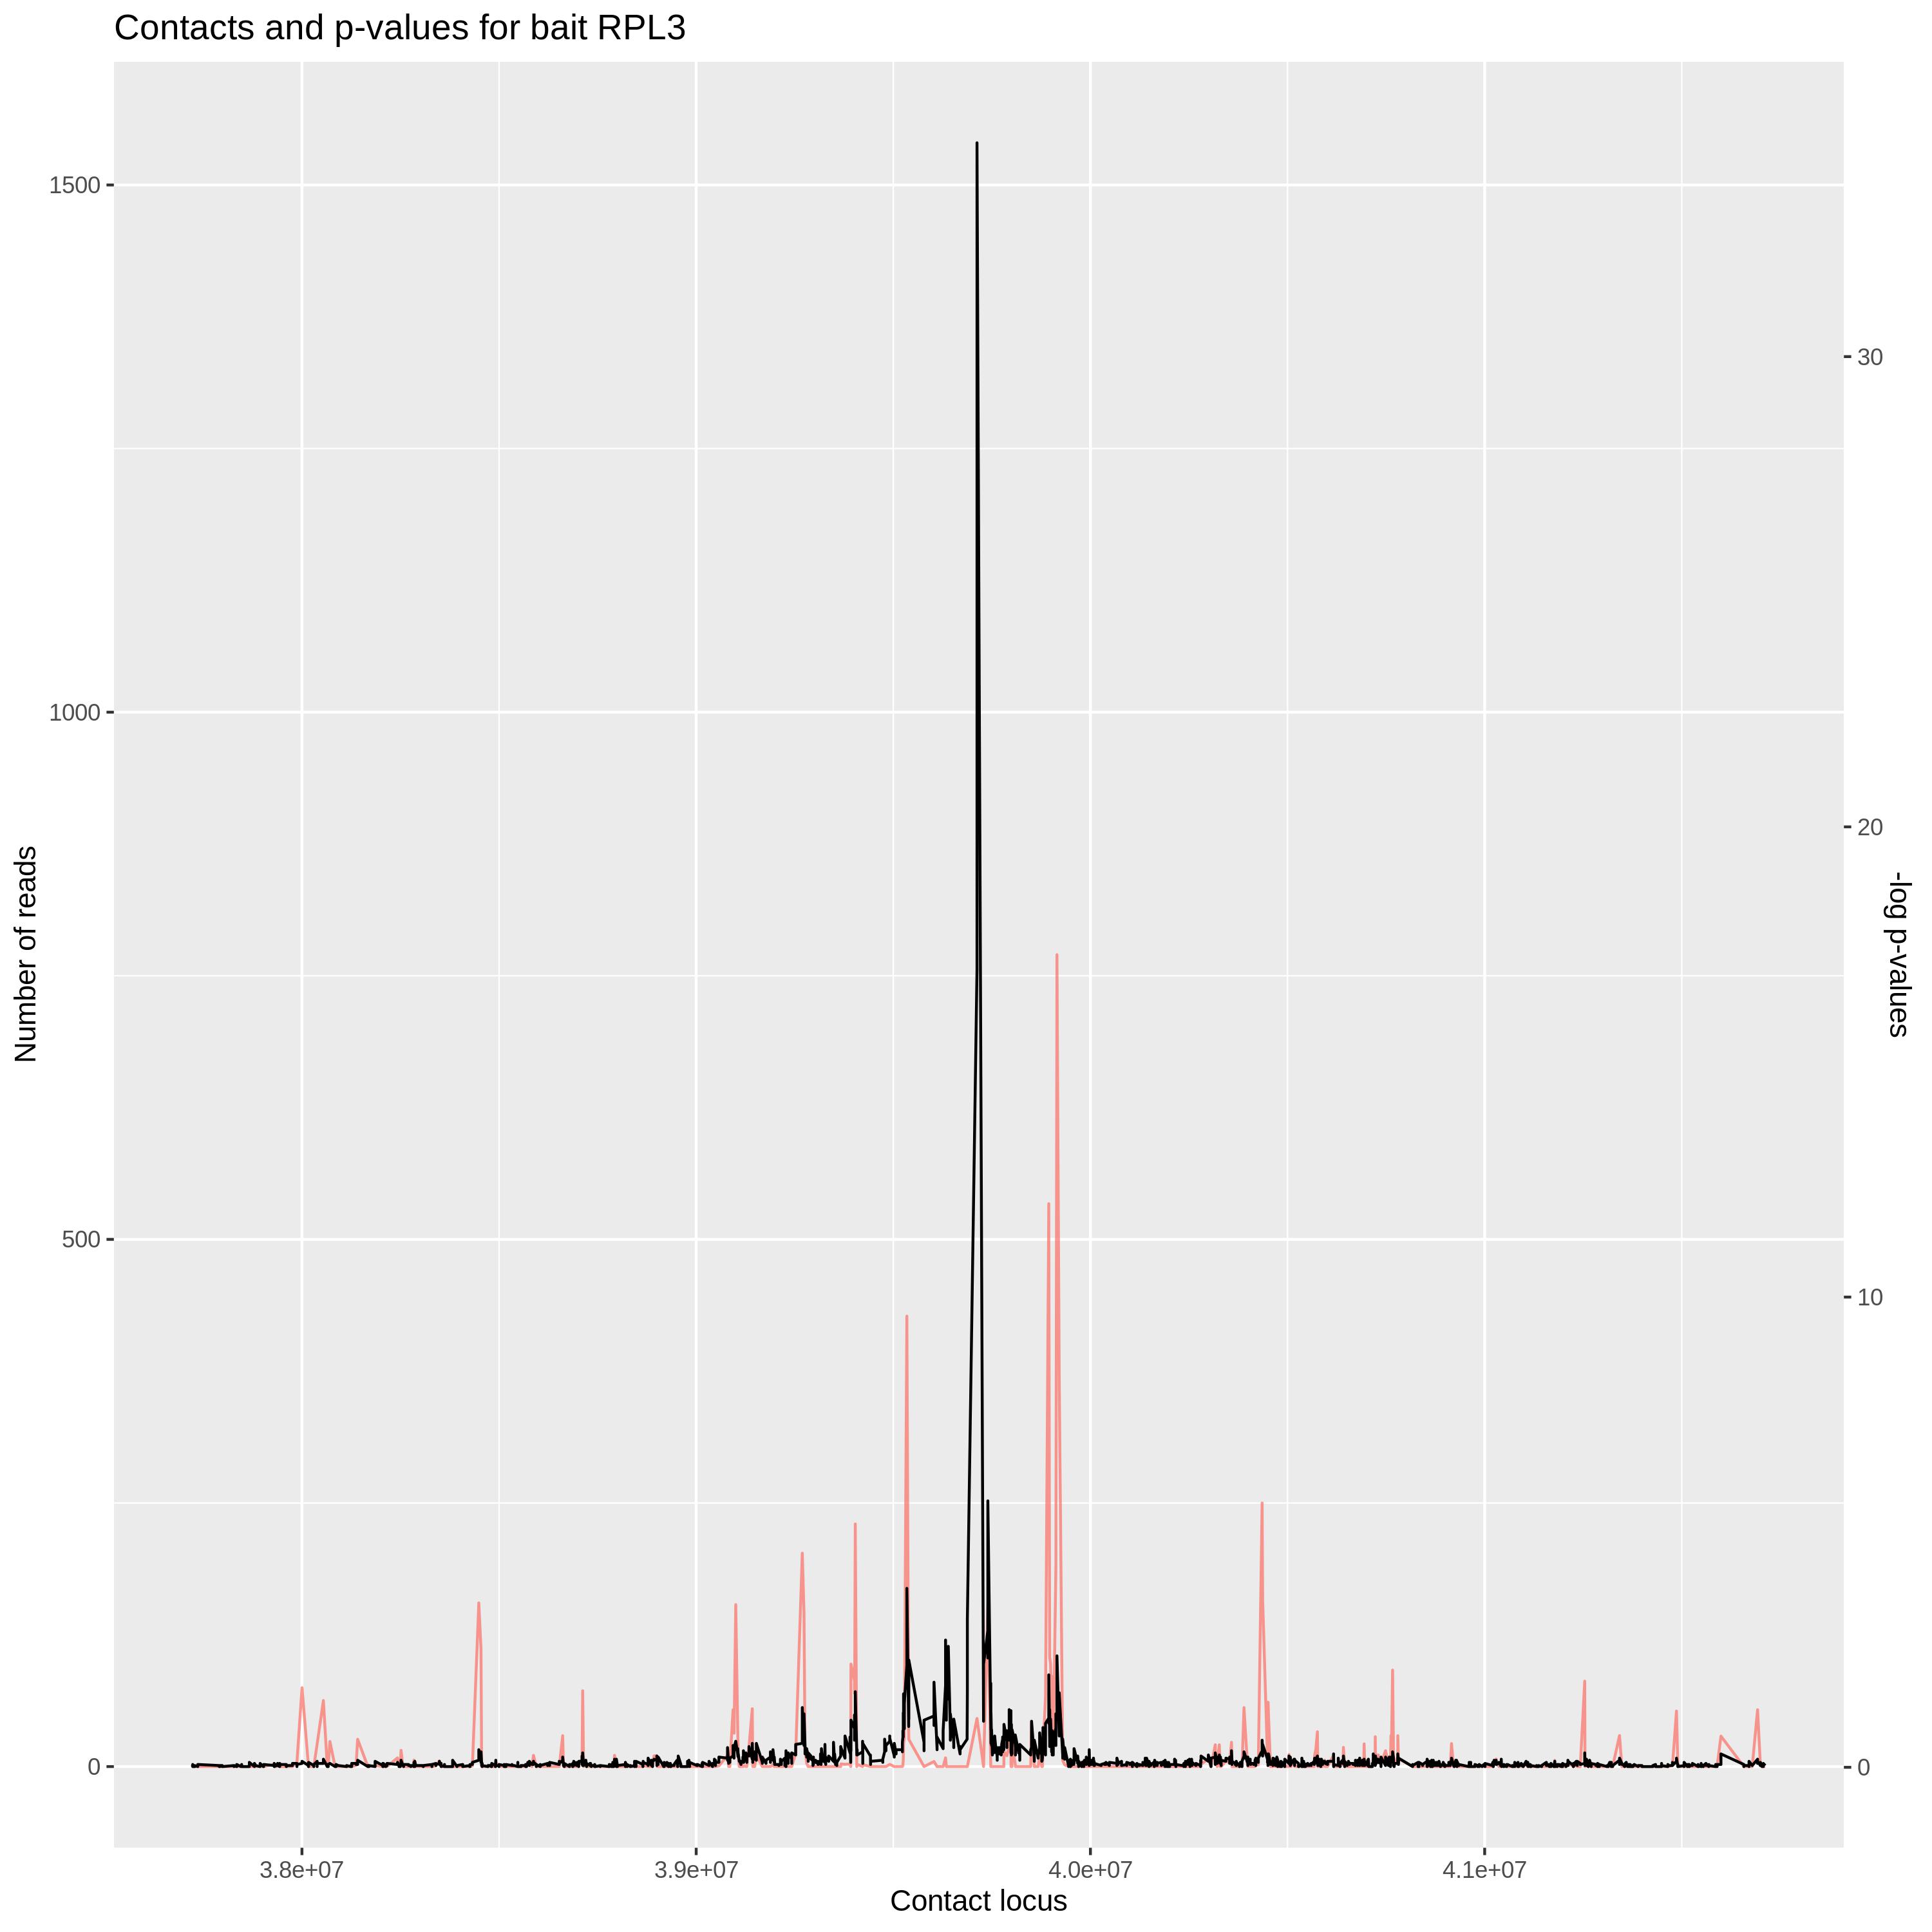 Contacts and p-values for bait RPL3
1500
1000
500
0
Number of reads
30
20
10
0
-log p-values
3.8e+07
3.9e+07
4.0e+07
4.1e+07
Contact locus